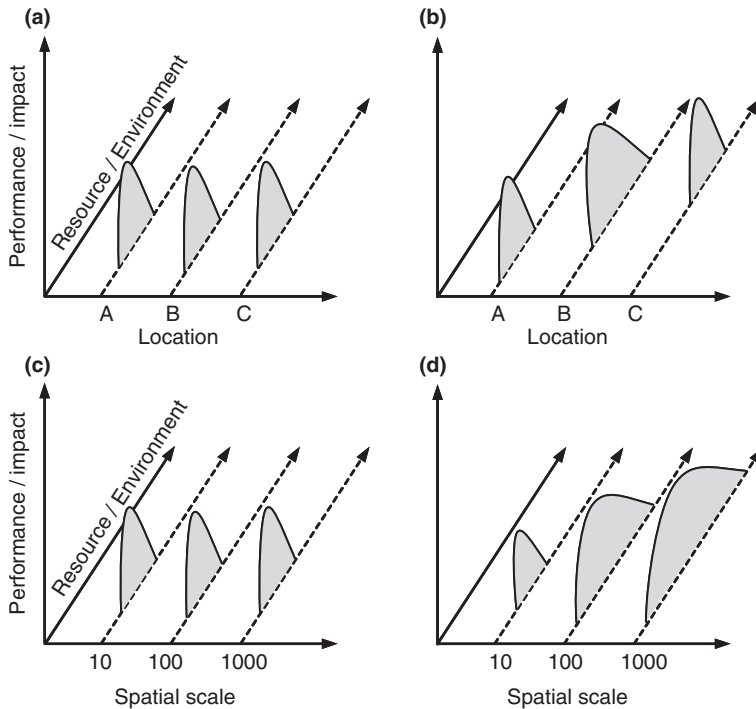 (a)
Performance / impact
Resource / Environment
A B C
Location
(b)
A B C
Location
(c)
Performance / impact
Resource / Environment
10 100 1000
Spatial scale
(d)
10 100 1000
Spatial scale